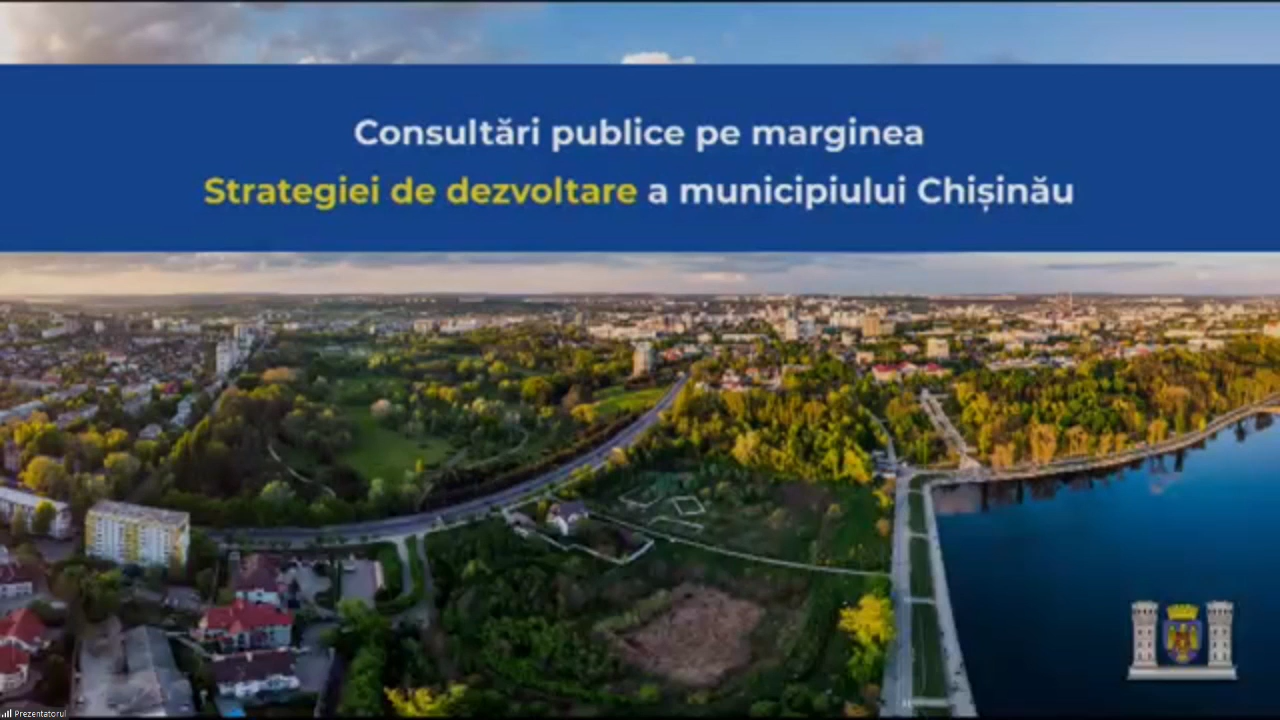 Consultări publice pe marginea
Strategiei de dezvoltare a municipiului Chișinău
Prezentatorul